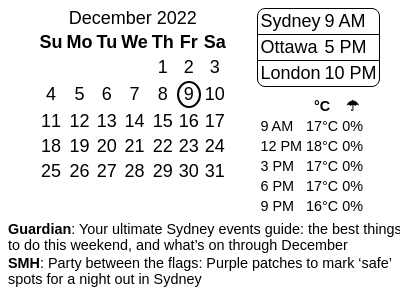 December 2022
Su Mo Tu We Th Fr Sa
1 2 3
4 5 6 7 8 9 10
11 12 13 14 15 16 17
18 19 20 21 22 23 24
25 26 27 28 29 30 31
Sydney 9 AM
Ottawa 5 PM
London 10 PM
°C ☂
9 AM 17°C 0%
12 PM 18°C 0%
3 PM 17°C 0%
6 PM 17°C 0%
9 PM 16°C 0%
Guardian: Your ultimate Sydney events guide: the best things
to do this weekend, and what’s on through December
SMH: Party between the flags: Purple patches to mark ‘safe’
spots for a night out in Sydney